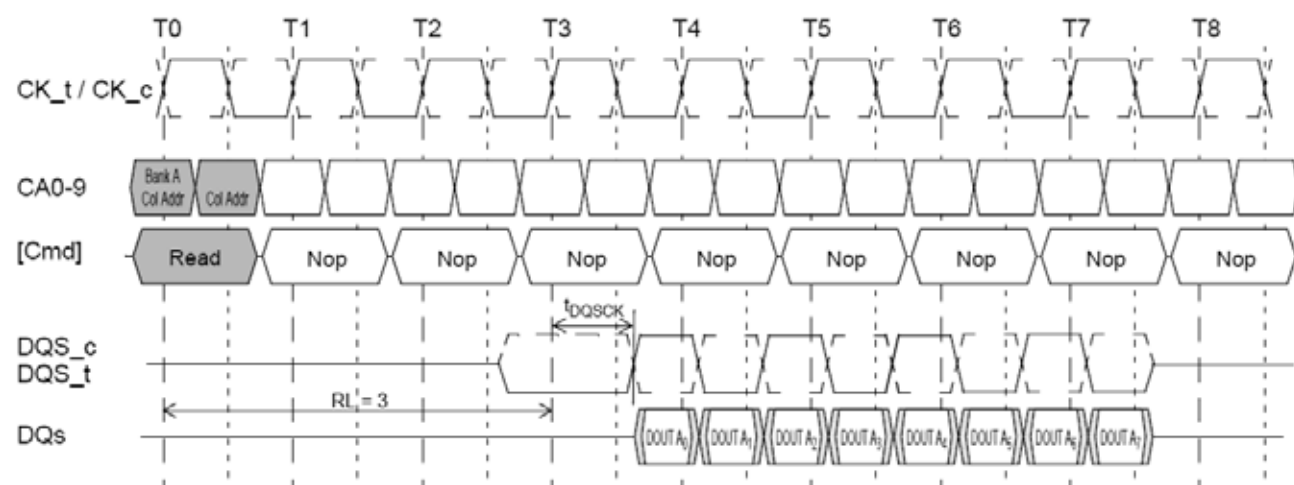 T0 T1 T2 T3 T4 T5 T6 T7 T8
CK_t / CK_c
CA0-9 Bank A Col Addr Col Addr
[Cmd] Read Nop Nop Nop Nop Nop Nop Nop Nop
tDQSCK
DQS_c
DQS_t
RL = 3
DQs DOUT A0 DOUT A1 DOUT A2 DOUT A3 DOUT A4 DOUT A5 DOUT A6 DOUT A7